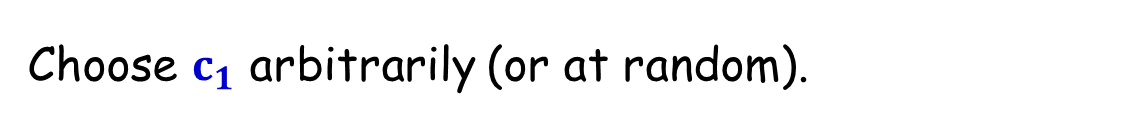 Choose c₁ arbitrarily (or at random).